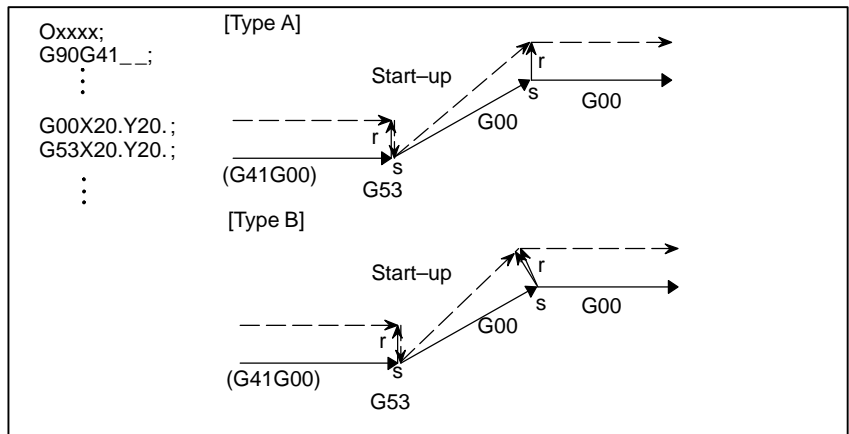 Oxxxx;
G90G41_ _;
G00X20.Y20.;
G53X20.Y20.;
[Type A]
Start–up
r
s
G00
G00
r
s
(G41G00)
G53
[Type B]
Start–up
r
s
G00
G00
r
s
(G41G00)
G53